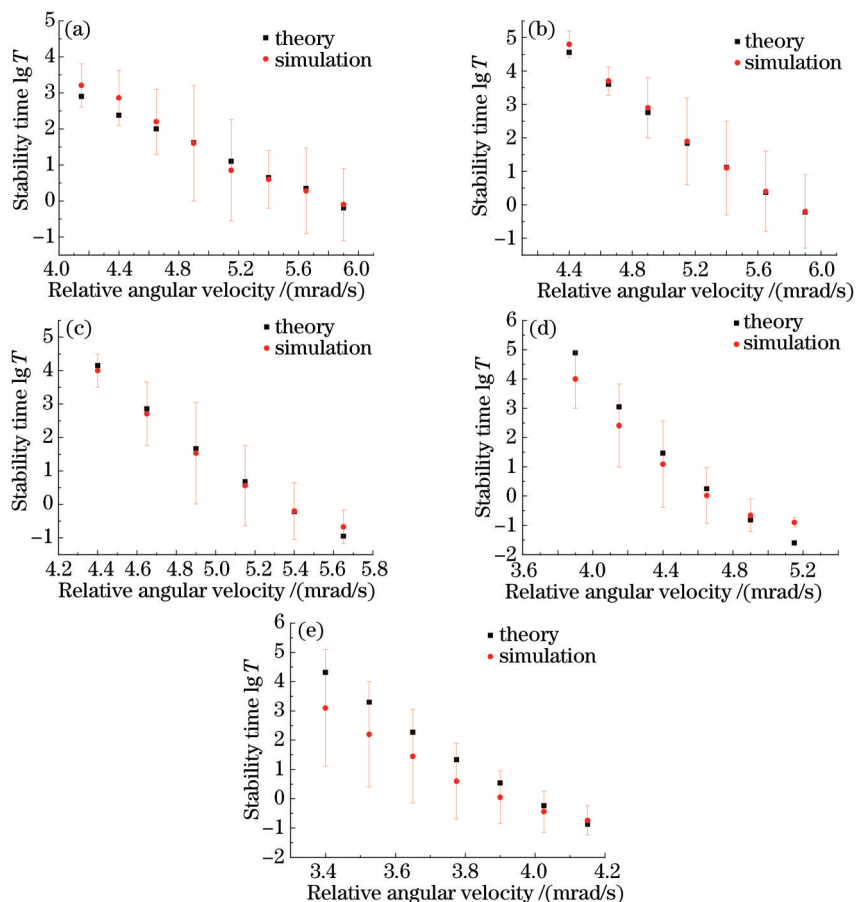 (a)
theory
simulation
Stability time lg T
5
4
3
2
1
0
−1
4.0 4.4 4.8 5.2 5.6 6.0
Relative angular velocity /(mrad/s)
(b)
theory
simulation
Stability time lg T
5
4
3
2
1
0
−1
4.4 4.8 5.2 5.6 6.0
Relative angular velocity /(mrad/s)
(c)
theory
simulation
Stability time lg T
5
4
3
2
1
0
−1
4.2 4.4 4.6 4.8 5.0 5.2 5.4 5.6 5.8
Relative angular velocity /(mrad/s)
(d)
theory
simulation
Stability time lg T
6
5
4
3
2
1
0
−1
−2
3.6 4.0 4.4 4.8 5.2
Relative angular velocity /(mrad/s)
(e)
theory
simulation
Stability time lg T
6
5
4
3
2
1
0
−1
−2
3.4 3.6 3.8 4.0 4.2
Relative angular velocity /(mrad/s)